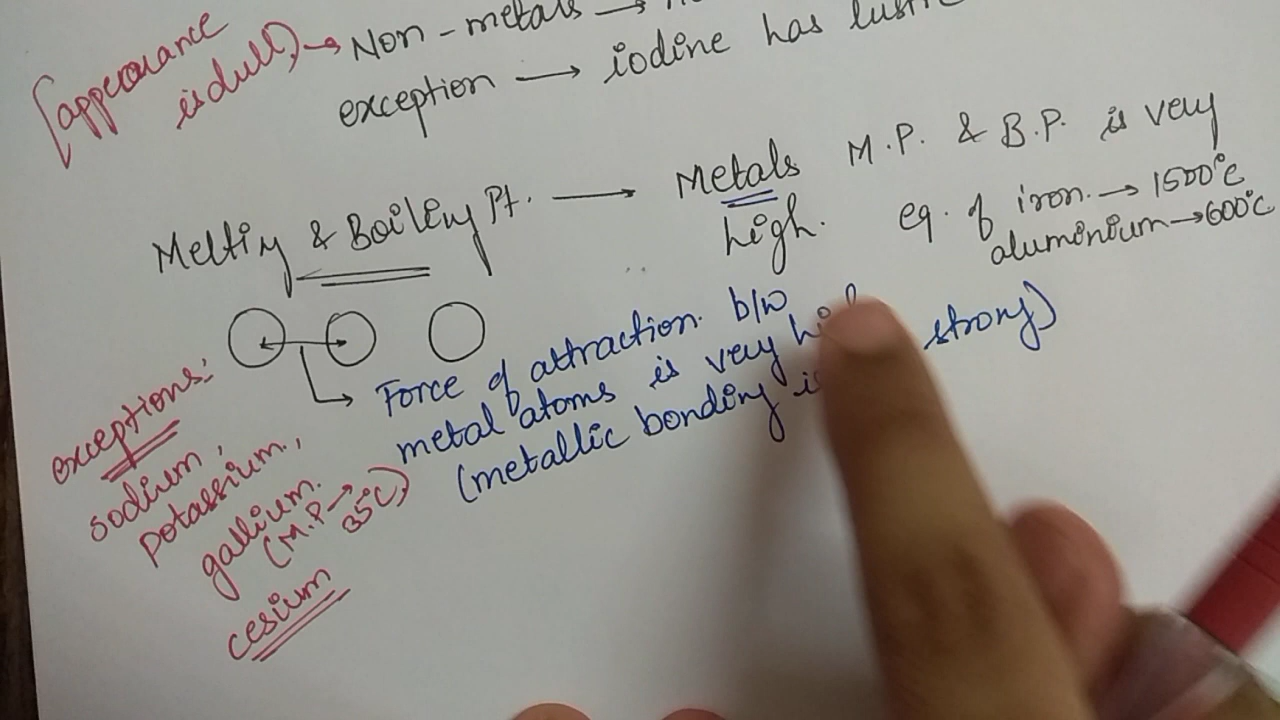 [appearance
is dull) → Non-metals →
exception → iodine has
Melting & Boiling Pt. → Metals M.P. & B.P. is very
high. eg. of iron. → 1500°C
aluminium → 600°C
Force of attraction. b/w
metal atoms is very
(metallic bonding is strong)
exceptions:
sodium,
potassium,
gallium.
(M.P → 35°C)
cesium